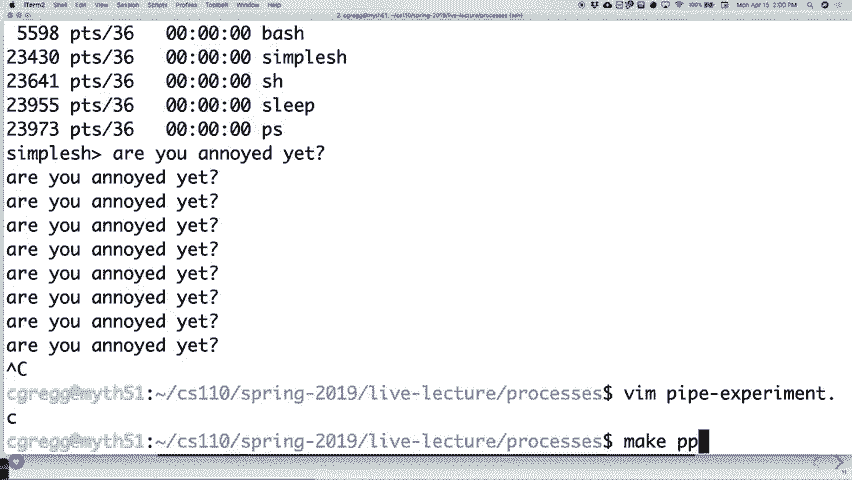 iTerm2 Shell Edit View Session Scripts Profiles Toolbelt Window Help 100% Mon Apr 15 2:00 PM
2. cgregg@myth51: ~/cs110/spring-2019/live-lecture/processes (ssh)
5598 pts/36 00:00:00 bash
23430 pts/36 00:00:00 simplesh
23641 pts/36 00:00:00 sh
23955 pts/36 00:00:00 sleep
23973 pts/36 00:00:00 ps
simplesh> are you annoyed yet?
are you annoyed yet?
are you annoyed yet?
are you annoyed yet?
are you annoyed yet?
are you annoyed yet?
are you annoyed yet?
are you annoyed yet?
are you annoyed yet?
^C
cgregg@myth51:~/cs110/spring-2019/live-lecture/processes$ vim pipe-experiment.
c
cgregg@myth51:~/cs110/spring-2019/live-lecture/processes$ make pp